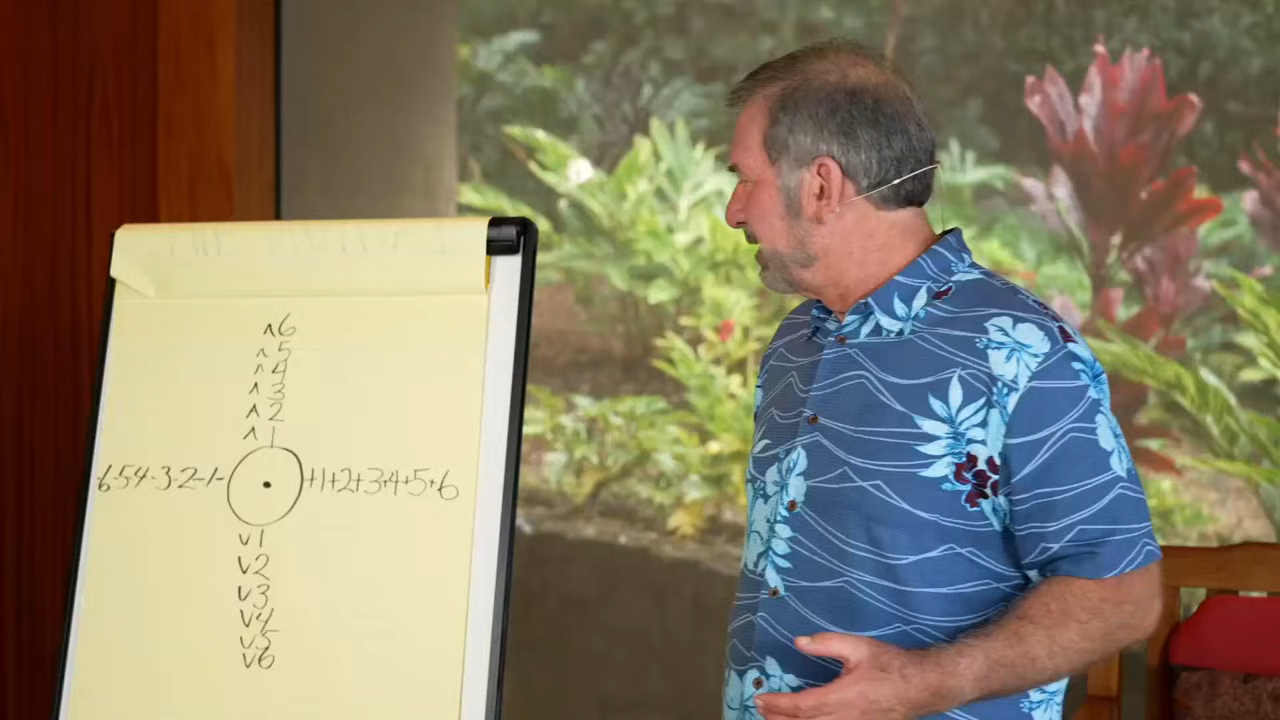 ^6
^5
^4
^3
^2
^1
-6-5-4-3-2-1- +1+2+3+4+5+6
v1
v2
v3
v4
v5
v6